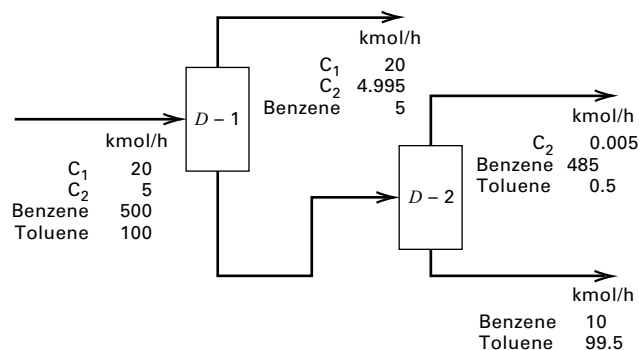 kmol/h
C₁ 20
C₂ 4.995
Benzene 5
D – 1
kmol/h
C₁ 20
C₂ 5
Benzene 500
Toluene 100
D – 2
kmol/h
C₂ 0.005
Benzene 485
Toluene 0.5
kmol/h
Benzene 10
Toluene 99.5